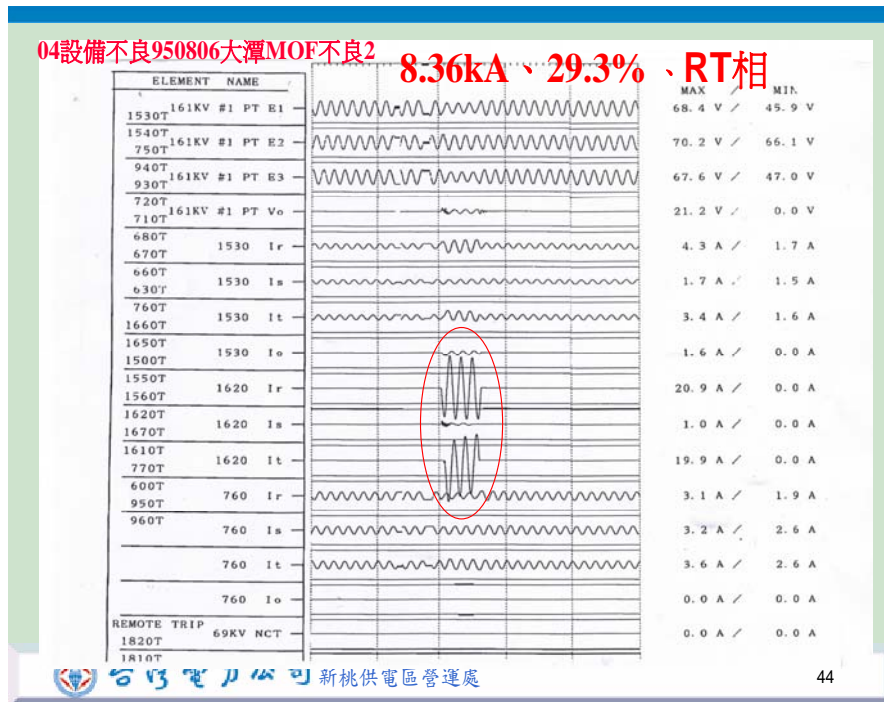 04設備不良950806大潭MOF不良2
8.36kA、29.3%、RT相
ELEMENT NAME
MAX / MIN
1530T 161KV #1 PT E1 68.4 V / 45.9 V
1540T
750T 161KV #1 PT E2 70.2 V / 66.1 V
940T
930T 161KV #1 PT E3 67.6 V / 47.0 V
720T
710T 161KV #1 PT Vo 21.2 V / 0.0 V
680T
670T 1530 Ir 4.3 A / 1.7 A
660T
630T 1530 Is 1.7 A / 1.5 A
760T
1660T 1530 It 3.4 A / 1.6 A
1650T
1500T 1530 Io 1.6 A / 0.0 A
1550T
1560T 1620 Ir 20.9 A / 0.0 A
1620T
1670T 1620 Is 1.0 A / 0.0 A
1610T
770T 1620 It 19.9 A / 0.0 A
600T
950T 760 Ir 3.1 A / 1.9 A
960T
760 Is 3.2 A / 2.6 A
760 It 3.6 A / 2.6 A
760 Io 0.0 A / 0.0 A
REMOTE TRIP
1820T 69KV NCT 0.0 A / 0.0 A
1810T
台灣電力公司 新桃供電區營運處
44